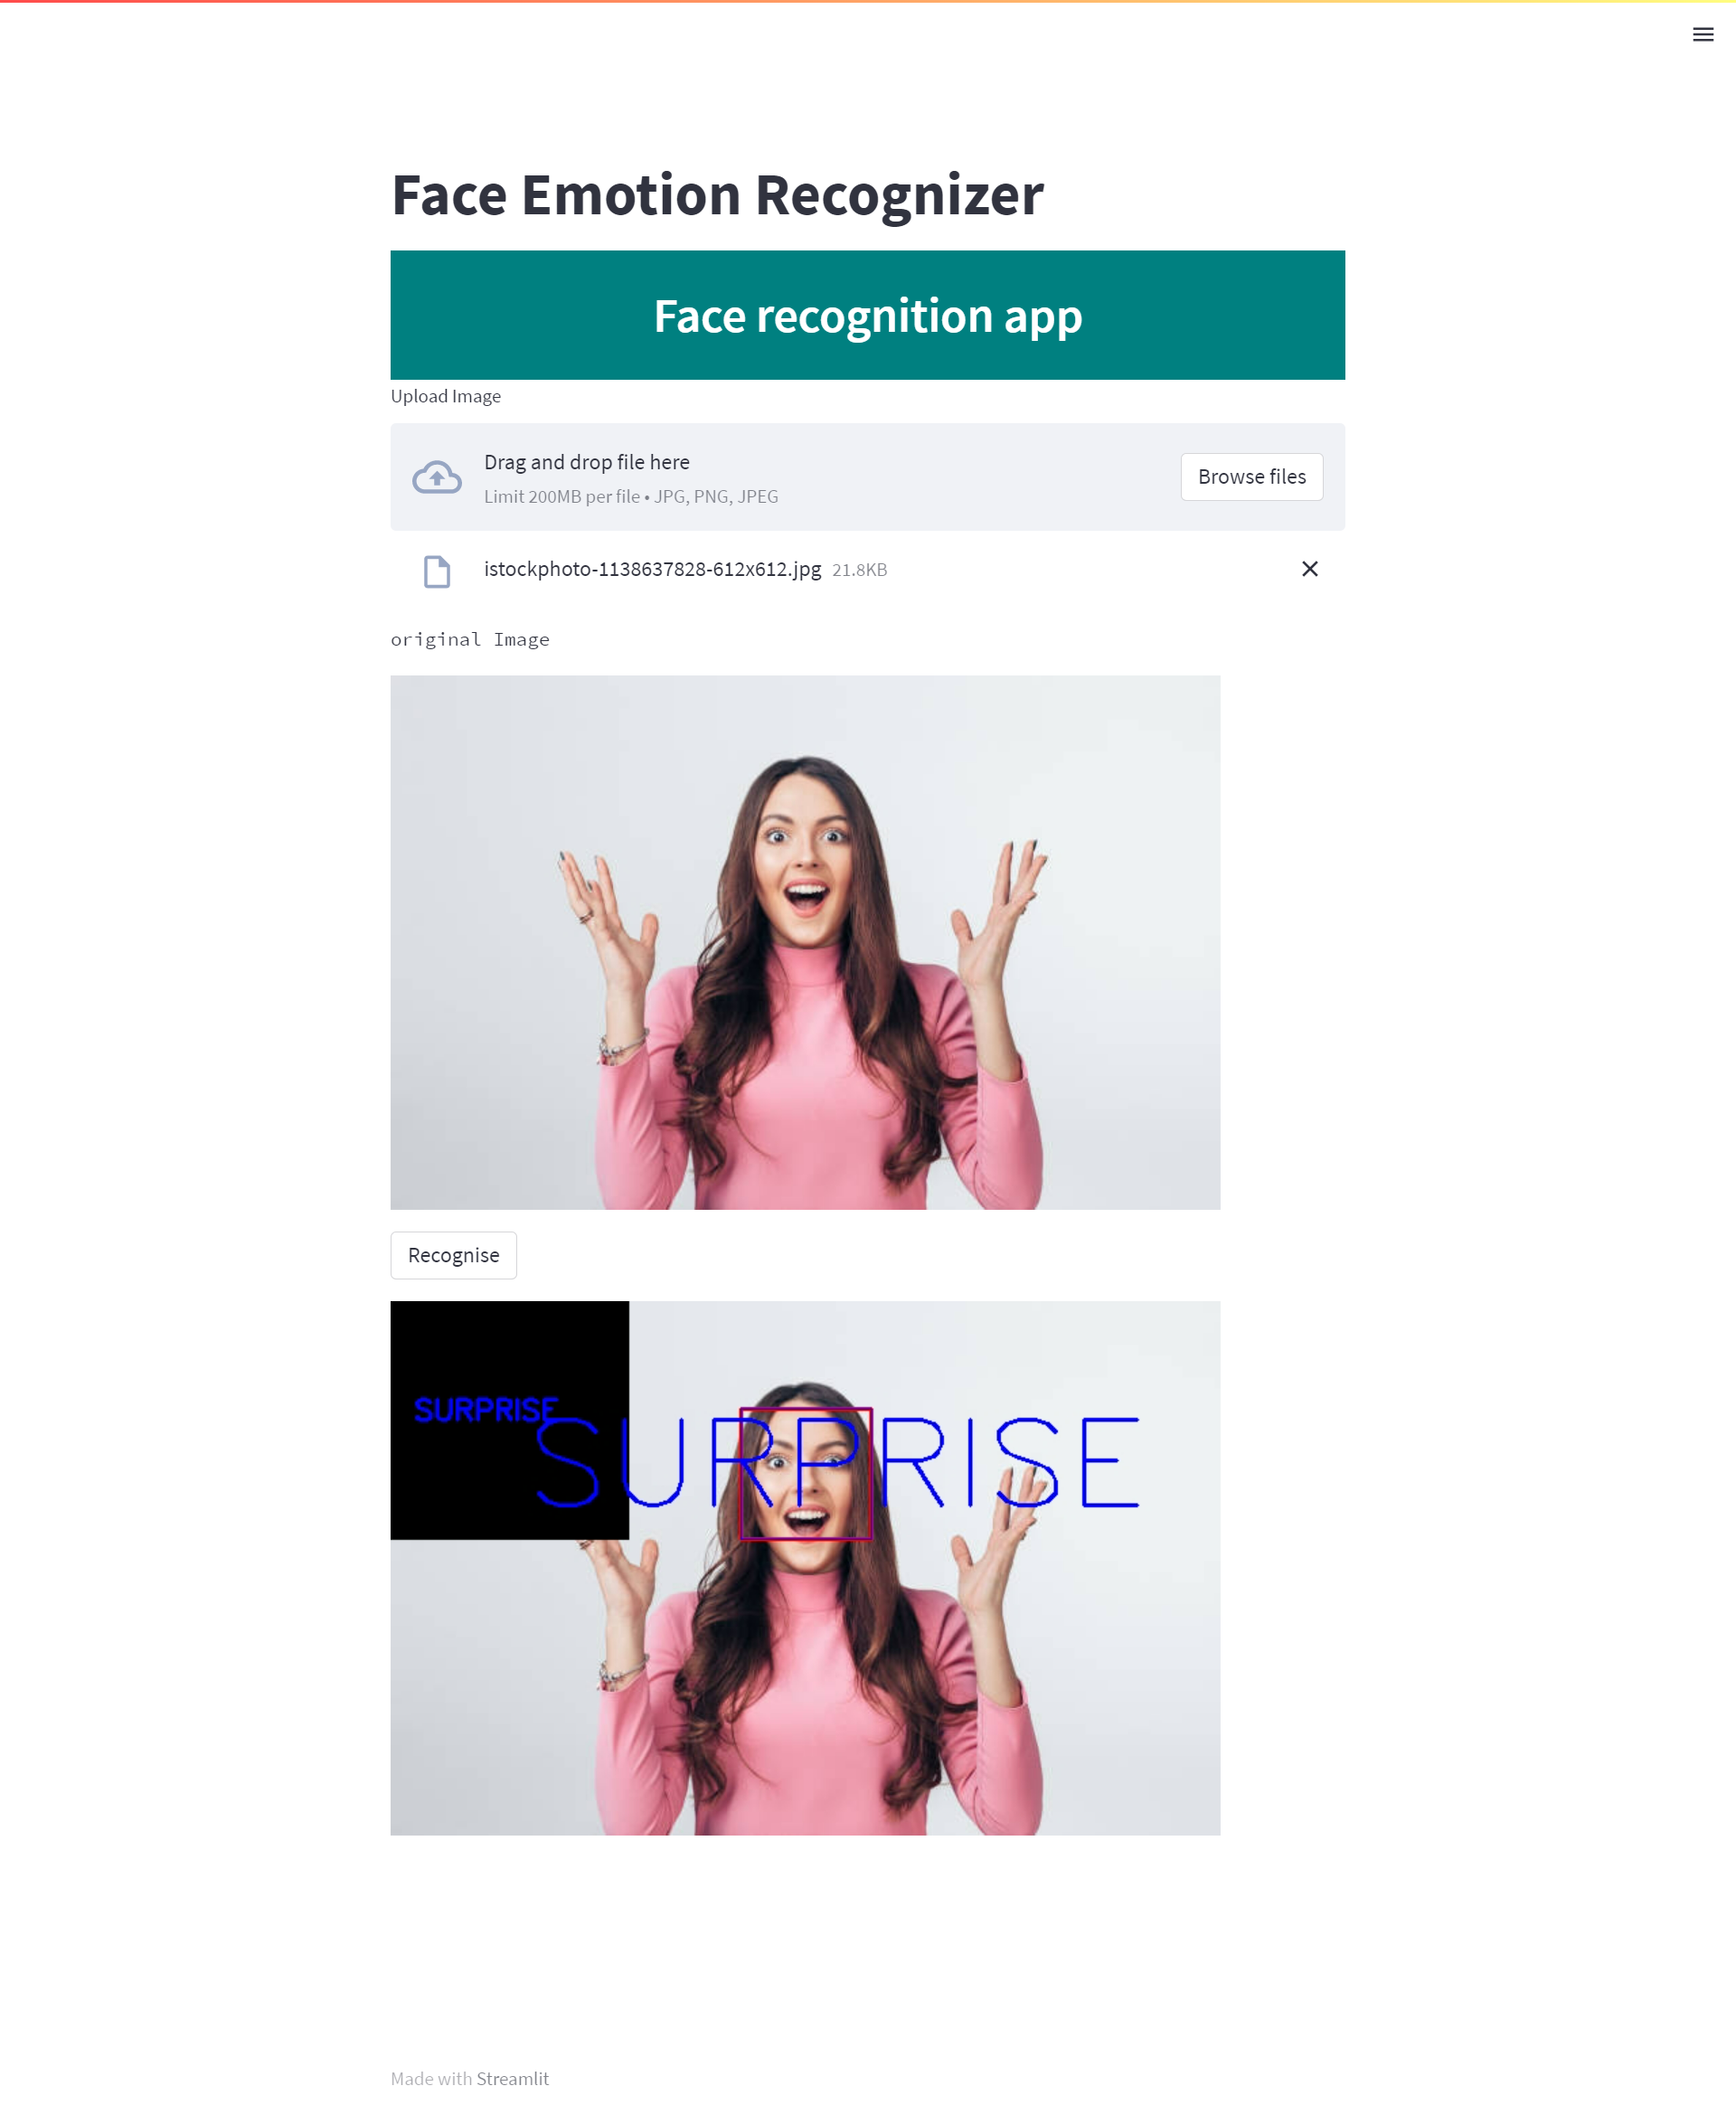 Face Emotion Recognizer
Face recognition app
Upload Image
Drag and drop file here
Limit 200MB per file • JPG, PNG, JPEG
Browse files
istockphoto-1138637828-612x612.jpg 21.8KB
original Image
Recognise
SURPRISE
SURPRISE
Made with Streamlit